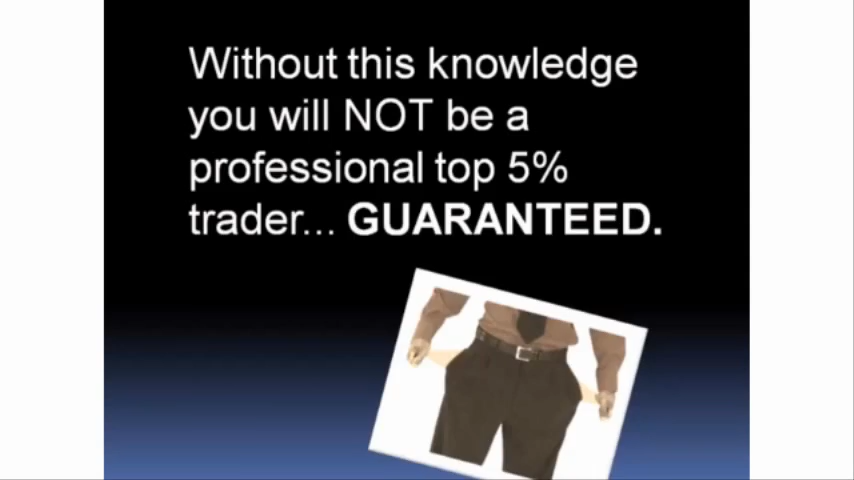 Without this knowledge
you will NOT be a
professional top 5%
trader... GUARANTEED.